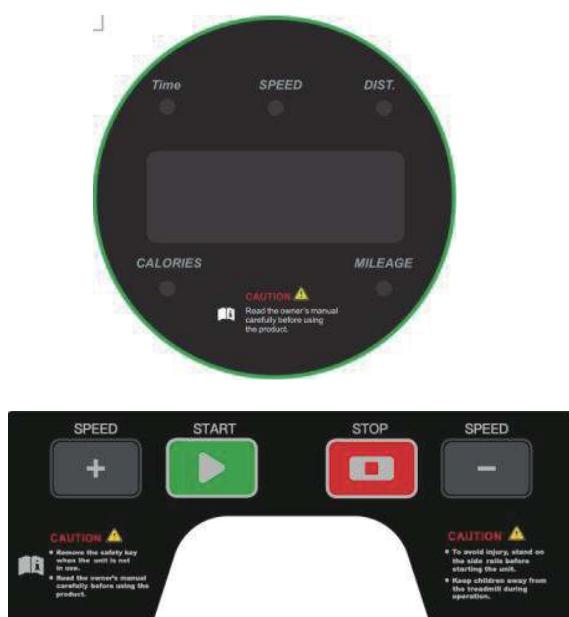 Time SPEED DIST.
CALORIES MILEAGE
CAUTION
Read the owner's manual
carefully before using
the product.
SPEED START STOP SPEED
+ −
CAUTION
• Remove the safety key
when the unit is not
in use.
• Read the owner's manual
carefully before using the
product.
CAUTION
• To avoid injury, stand on
the side rails before
starting the unit.
• Keep children away from
the treadmill during
operation.